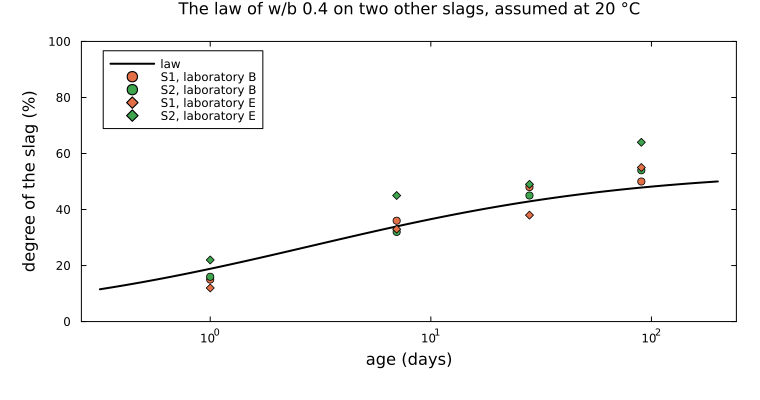 The law of w/b 0.4 on two other slags, assumed at 20 °C
degree of the slag (%)
100
80
60
40
20
0
law
S1, laboratory B
S2, laboratory B
S1, laboratory E
S2, laboratory E
10⁰
10¹
10²
age (days)